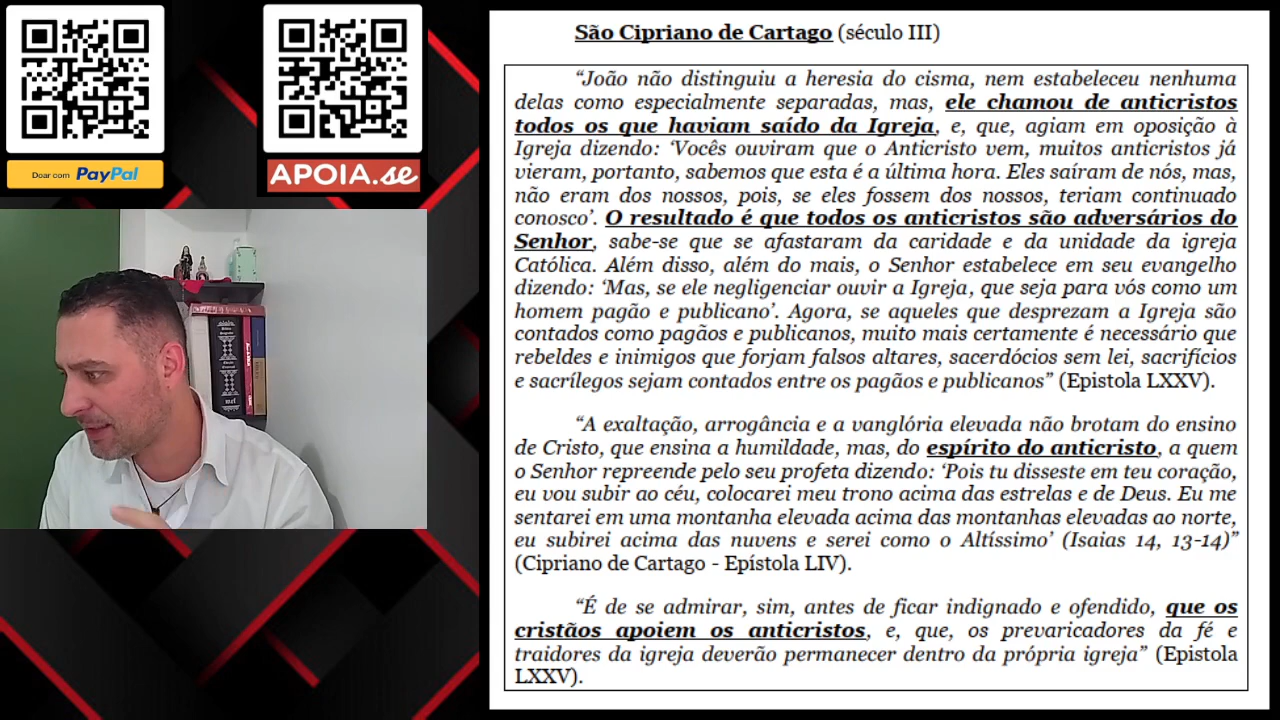 Doar com PayPal
APOIA.se
São Cipriano de Cartago (século III)
“João não distinguiu a heresia do cisma, nem estabeleceu nenhuma
delas como especialmente separadas, mas, ele chamou de anticristos
todos os que haviam saído da Igreja, e, que, agiam em oposição à
Igreja dizendo: ‘Vocês ouviram que o Anticristo vem, muitos anticristos já
vieram, portanto, sabemos que esta é a última hora. Eles saíram de nós, mas,
não eram dos nossos, pois, se eles fossem dos nossos, teriam continuado
conosco’. O resultado é que todos os anticristos são adversários do
Senhor, sabe-se que se afastaram da caridade e da unidade da igreja
Católica. Além disso, além do mais, o Senhor estabelece em seu evangelho
dizendo: ‘Mas, se ele negligenciar ouvir a Igreja, que seja para vós como um
homem pagão e publicano’. Agora, se aqueles que desprezam a Igreja são
contados como pagãos e publicanos, muito mais certamente é necessário que
rebeldes e inimigos que forjam falsos altares, sacerdócios sem lei, sacrifícios
e sacrílegos sejam contados entre os pagãos e publicanos” (Epistola LXXV).
“A exaltação, arrogância e a vanglória elevada não brotam do ensino
de Cristo, que ensina a humildade, mas, do espírito do anticristo, a quem
o Senhor repreende pelo seu profeta dizendo: ‘Pois tu disseste em teu coração,
eu vou subir ao céu, colocarei meu trono acima das estrelas e de Deus. Eu me
sentarei em uma montanha elevada acima das montanhas elevadas ao norte,
eu subirei acima das nuvens e serei como o Altíssimo’ (Isaias 14, 13-14)”
(Cipriano de Cartago - Epístola LIV).
“É de se admirar, sim, antes de ficar indignado e ofendido, que os
cristãos apoiem os anticristos, e, que, os prevaricadores da fé e
traidores da igreja deverão permanecer dentro da própria igreja” (Epistola
LXXV).